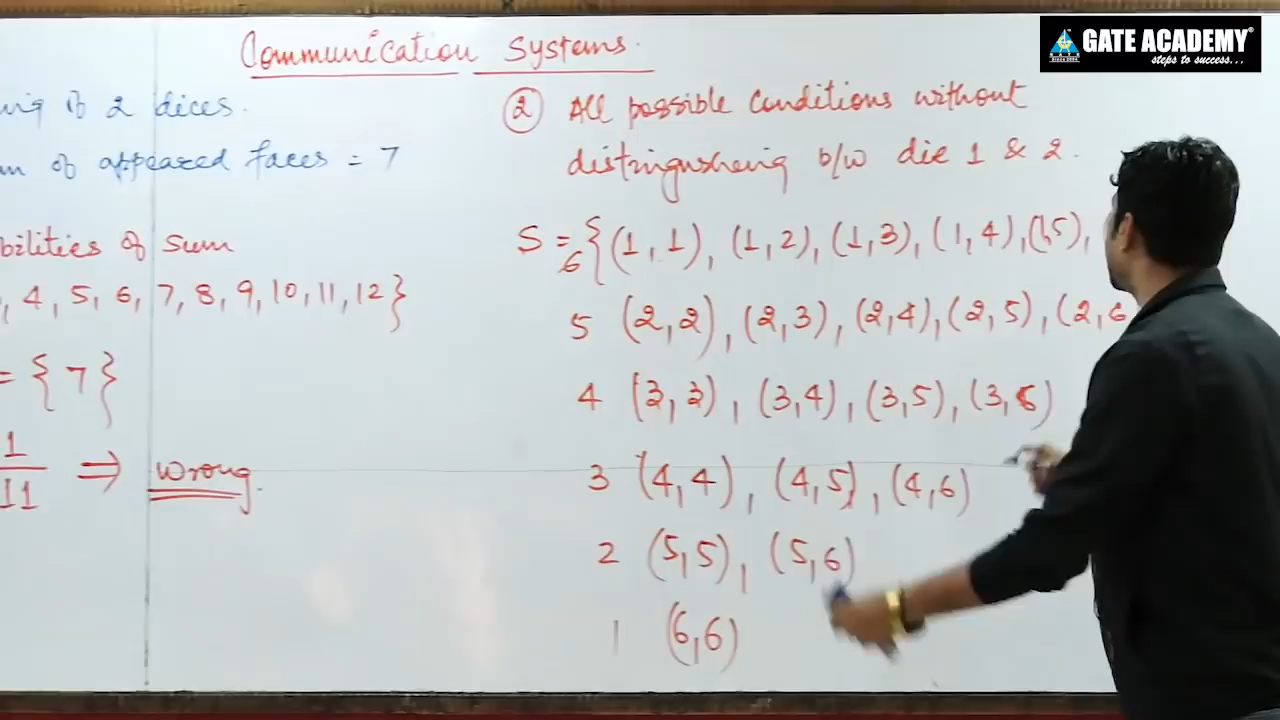 GATE ACADEMY
steps to success...
Communication Systems.
of 2 dices.
of appeared faces = 7
of Sum
4, 5, 6, 7, 8, 9, 10, 11, 12}
= {7}
1/11 ⇒ Wrong.
② All possible Conditions without
distingusheing b/w die 1 & 2.
S = {(1,1), (1,2), (1,3), (1,4), (1,5),
6
5 (2,2), (2,3), (2,4), (2,5), (2,6
4 (3,3), (3,4), (3,5), (3,6)
3 (4,4), (4,5), (4,6)
2 (5,5), (5,6)
1 (6,6)